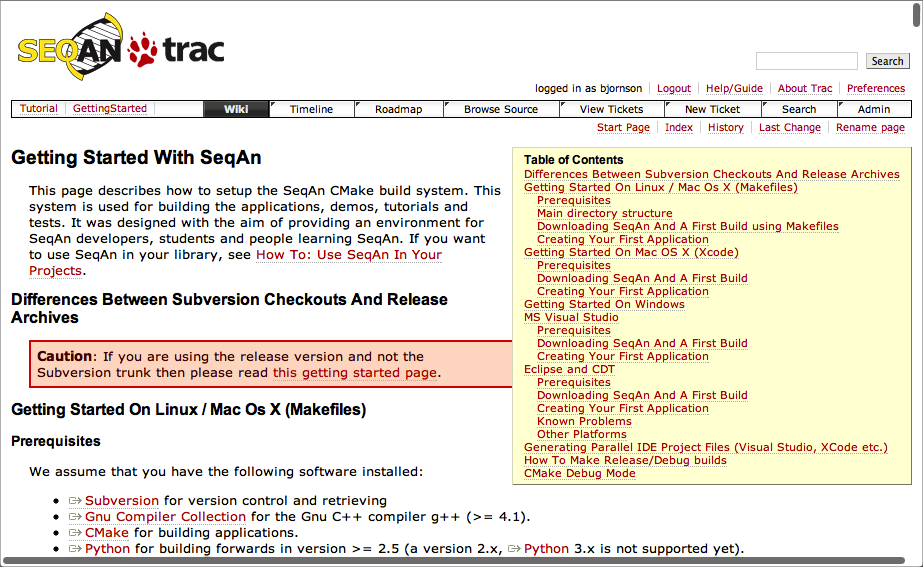 SEQAN trac
Search
logged in as bjornson Logout Help/Guide About Trac Preferences
Tutorial GettingStarted Wiki Timeline Roadmap Browse Source View Tickets New Ticket Search Admin
Start Page Index History Last Change Rename page
Getting Started With SeqAn
This page describes how to setup the SeqAn CMake build system. This
system is used for building the applications, demos, tutorials and
tests. It was designed with the aim of providing an environment for
SeqAn developers, students and people learning SeqAn. If you want
to use SeqAn in your library, see How To: Use SeqAn In Your
Projects.
Differences Between Subversion Checkouts And Release
Archives
Caution: If you are using the release version and not the
Subversion trunk then please read this getting started page.
Getting Started On Linux / Mac Os X (Makefiles)
Prerequisites
We assume that you have the following software installed:
• Subversion for version control and retrieving
• Gnu Compiler Collection for the Gnu C++ compiler g++ (>= 4.1).
• CMake for building applications.
• Python for building forwards in version >= 2.5 (a version 2.x, Python 3.x is not supported yet).
Table of Contents
Differences Between Subversion Checkouts And Release Archives
Getting Started On Linux / Mac Os X (Makefiles)
Prerequisites
Main directory structure
Downloading SeqAn And A First Build using Makefiles
Creating Your First Application
Getting Started On Mac OS X (Xcode)
Prerequisites
Downloading SeqAn And A First Build
Creating Your First Application
Getting Started On Windows
MS Visual Studio
Prerequisites
Downloading SeqAn And A First Build
Creating Your First Application
Eclipse and CDT
Prerequisites
Downloading SeqAn And A First Build
Creating Your First Application
Known Problems
Other Platforms
Generating Parallel IDE Project Files (Visual Studio, XCode etc.)
How To Make Release/Debug builds
CMake Debug Mode